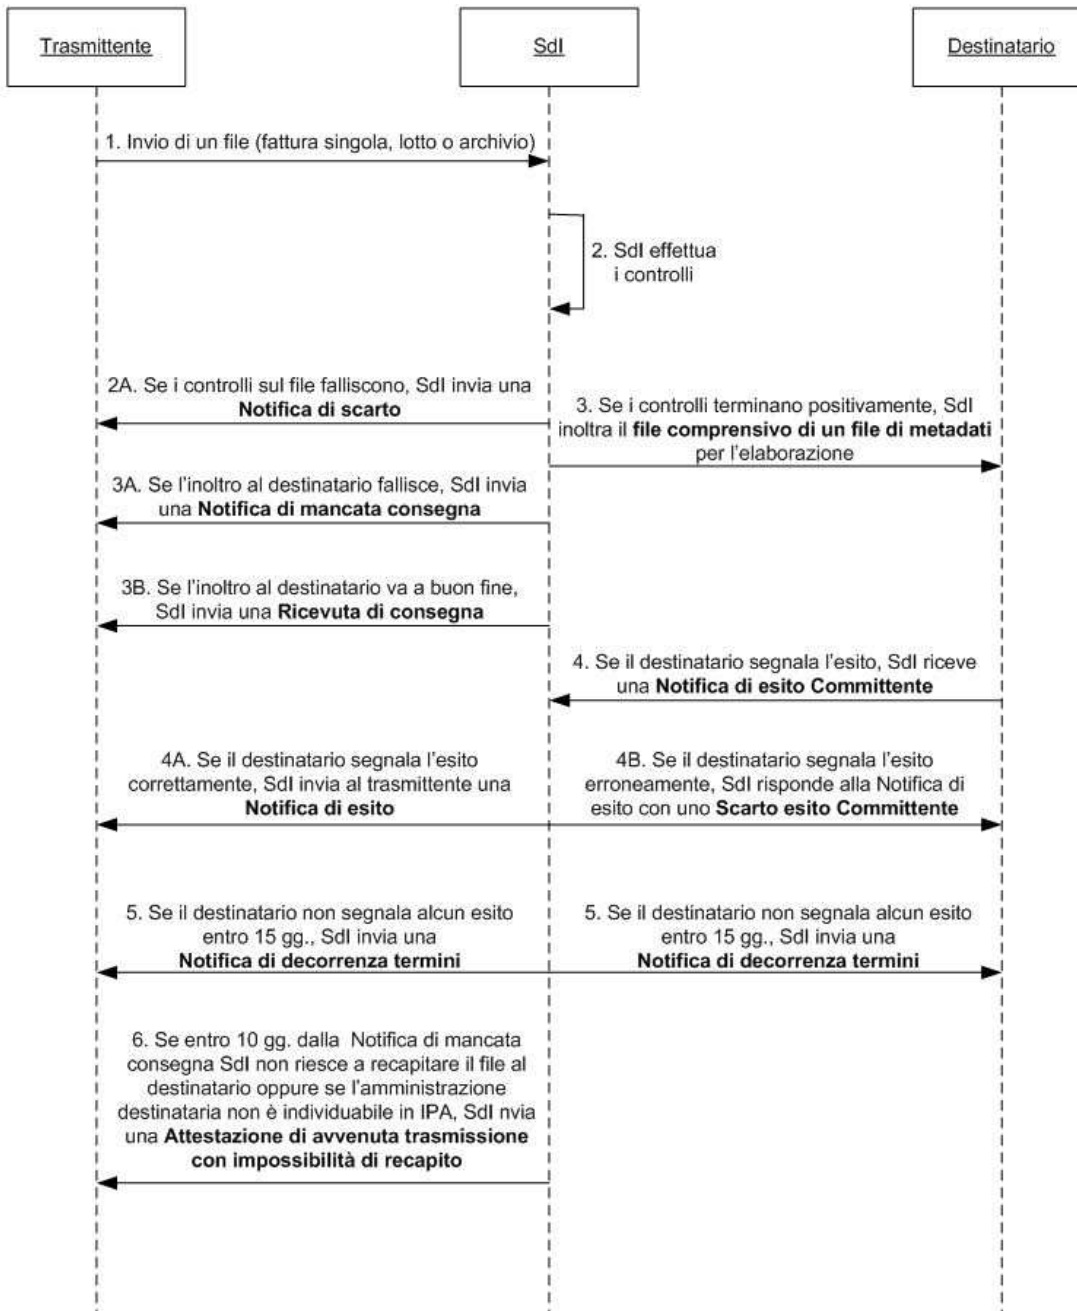 Trasmittente
SdI
Destinatario
1. Invio di un file (fattura singola, lotto o archivio)
2. SdI effettua
i controlli
2A. Se i controlli sul file falliscono, SdI invia una
Notifica di scarto
3. Se i controlli terminano positivamente, SdI
inoltra il file comprensivo di un file di metadati
per l'elaborazione
3A. Se l'inoltro al destinatario fallisce, SdI invia
una Notifica di mancata consegna
3B. Se l'inoltro al destinatario va a buon fine,
SdI invia una Ricevuta di consegna
4. Se il destinatario segnala l'esito, SdI riceve
una Notifica di esito Committente
4A. Se il destinatario segnala l'esito
correttamente, SdI invia al trasmittente una
Notifica di esito
4B. Se il destinatario segnala l'esito
erroneamente, SdI risponde alla Notifica di
esito con uno Scarto esito Committente
5. Se il destinatario non segnala alcun esito
entro 15 gg., SdI invia una
Notifica di decorrenza termini
5. Se il destinatario non segnala alcun esito
entro 15 gg., SdI invia una
Notifica di decorrenza termini
6. Se entro 10 gg. dalla  Notifica di mancata
consegna SdI non riesce a recapitare il file al
destinatario oppure se l'amministrazione
destinataria non è individuabile in IPA, SdI nvia
una Attestazione di avvenuta trasmissione
con impossibilità di recapito